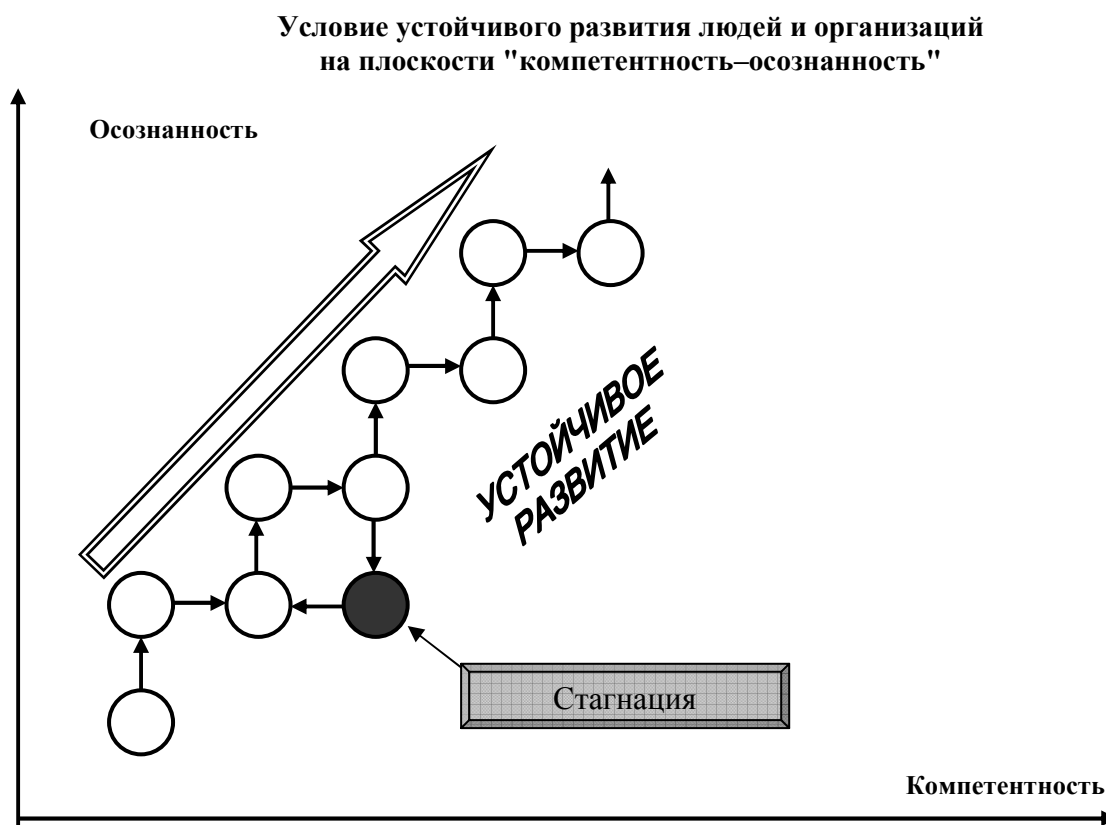 Условие устойчивого развития людей и организаций
на плоскости "компетентность–осознанность"
Осознанность
УСТОЙЧИВОЕ
РАЗВИТИЕ
Стагнация
Компетентность